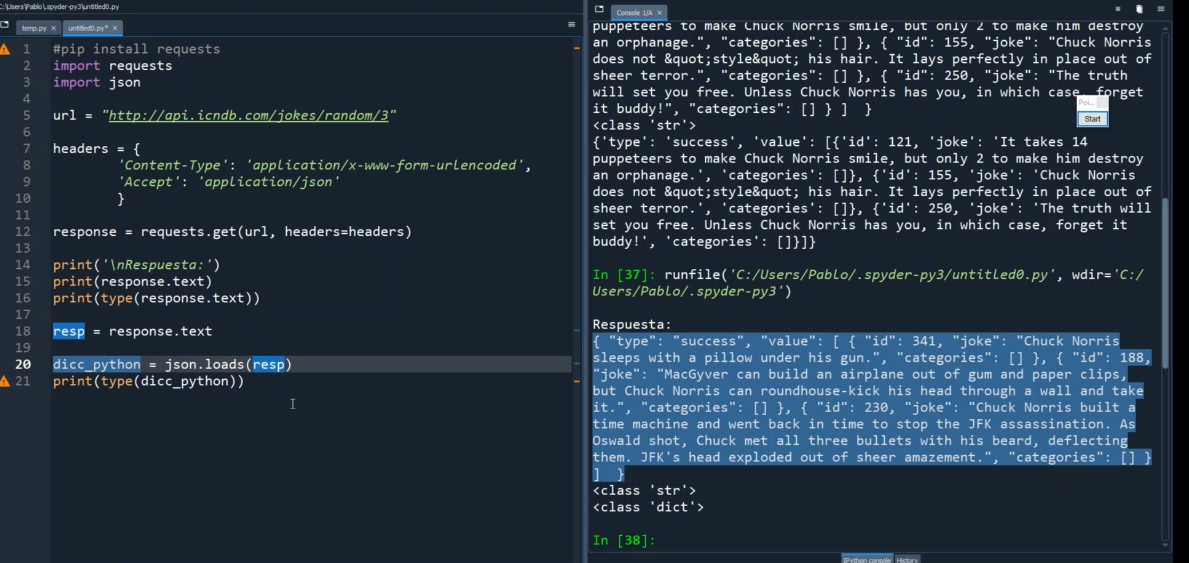 C:\Users\Pablo\.spyder-py3\untitled0.py
temp.py
untitled0.py*
1 #pip install requests
2 import requests
3 import json
4
5 url = "http://api.icndb.com/jokes/random/3"
6
7 headers = {
8 'Content-Type': 'application/x-www-form-urlencoded',
9 'Accept': 'application/json'
10 }
11
12 response = requests.get(url, headers=headers)
13
14 print('\nRespuesta:')
15 print(response.text)
16 print(type(response.text))
17
18 resp = response.text
19
20 dicc_python = json.loads(resp)
21 print(type(dicc_python))
Console 1/A
puppeteers to make Chuck Norris smile, but only 2 to make him destroy
an orphanage.", "categories": [] }, { "id": 155, "joke": "Chuck Norris
does not &quot;style&quot; his hair. It lays perfectly in place out of
sheer terror.", "categories": [] }, { "id": 250, "joke": "The truth
will set you free. Unless Chuck Norris has you, in which case, forget
it buddy!", "categories": [] } ]  }
<class 'str'>
{'type': 'success', 'value': [{'id': 121, 'joke': 'It takes 14
puppeteers to make Chuck Norris smile, but only 2 to make him destroy
an orphanage.', 'categories': []}, {'id': 155, 'joke': 'Chuck Norris
does not &quot;style&quot; his hair. It lays perfectly in place out of
sheer terror.', 'categories': []}, {'id': 250, 'joke': 'The truth will
set you free. Unless Chuck Norris has you, in which case, forget it
buddy!', 'categories': []}]}
In [37]: runfile('C:/Users/Pablo/.spyder-py3/untitled0.py', wdir='C:/
Users/Pablo/.spyder-py3')
Respuesta:
{ "type": "success", "value": [ { "id": 341, "joke": "Chuck Norris
sleeps with a pillow under his gun.", "categories": [] }, { "id": 188,
"joke": "MacGyver can build an airplane out of gum and paper clips,
but Chuck Norris can roundhouse-kick his head through a wall and take
it.", "categories": [] }, { "id": 230, "joke": "Chuck Norris built a
time machine and went back in time to stop the JFK assassination. As
Oswald shot, Chuck met all three bullets with his beard, deflecting
them. JFK's head exploded out of sheer amazement.", "categories": [] }
]  }
<class 'str'>
<class 'dict'>
In [38]:
Poi...
Start
IPython console
History